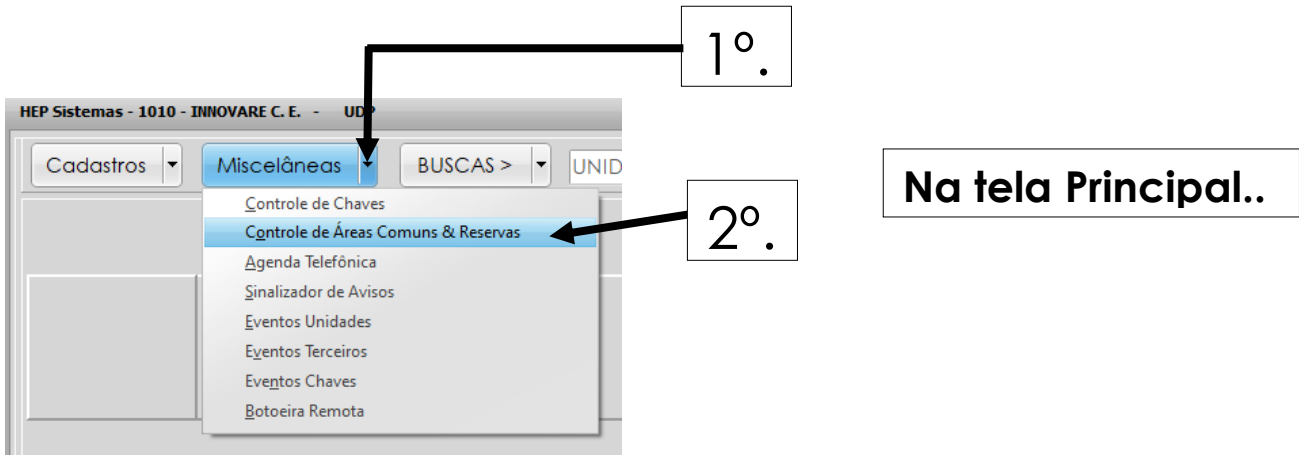 1º.
HEP Sistemas - 1010 - INNOVARE C. E. - UDP
Cadastros Miscelâneas BUSCAS > UNID
Na tela Principal..
Controle de Chaves
Controle de Áreas Comuns & Reservas
2º.
Agenda Telefônica
Sinalizador de Avisos
Eventos Unidades
Eventos Terceiros
Eventos Chaves
Botoeira Remota